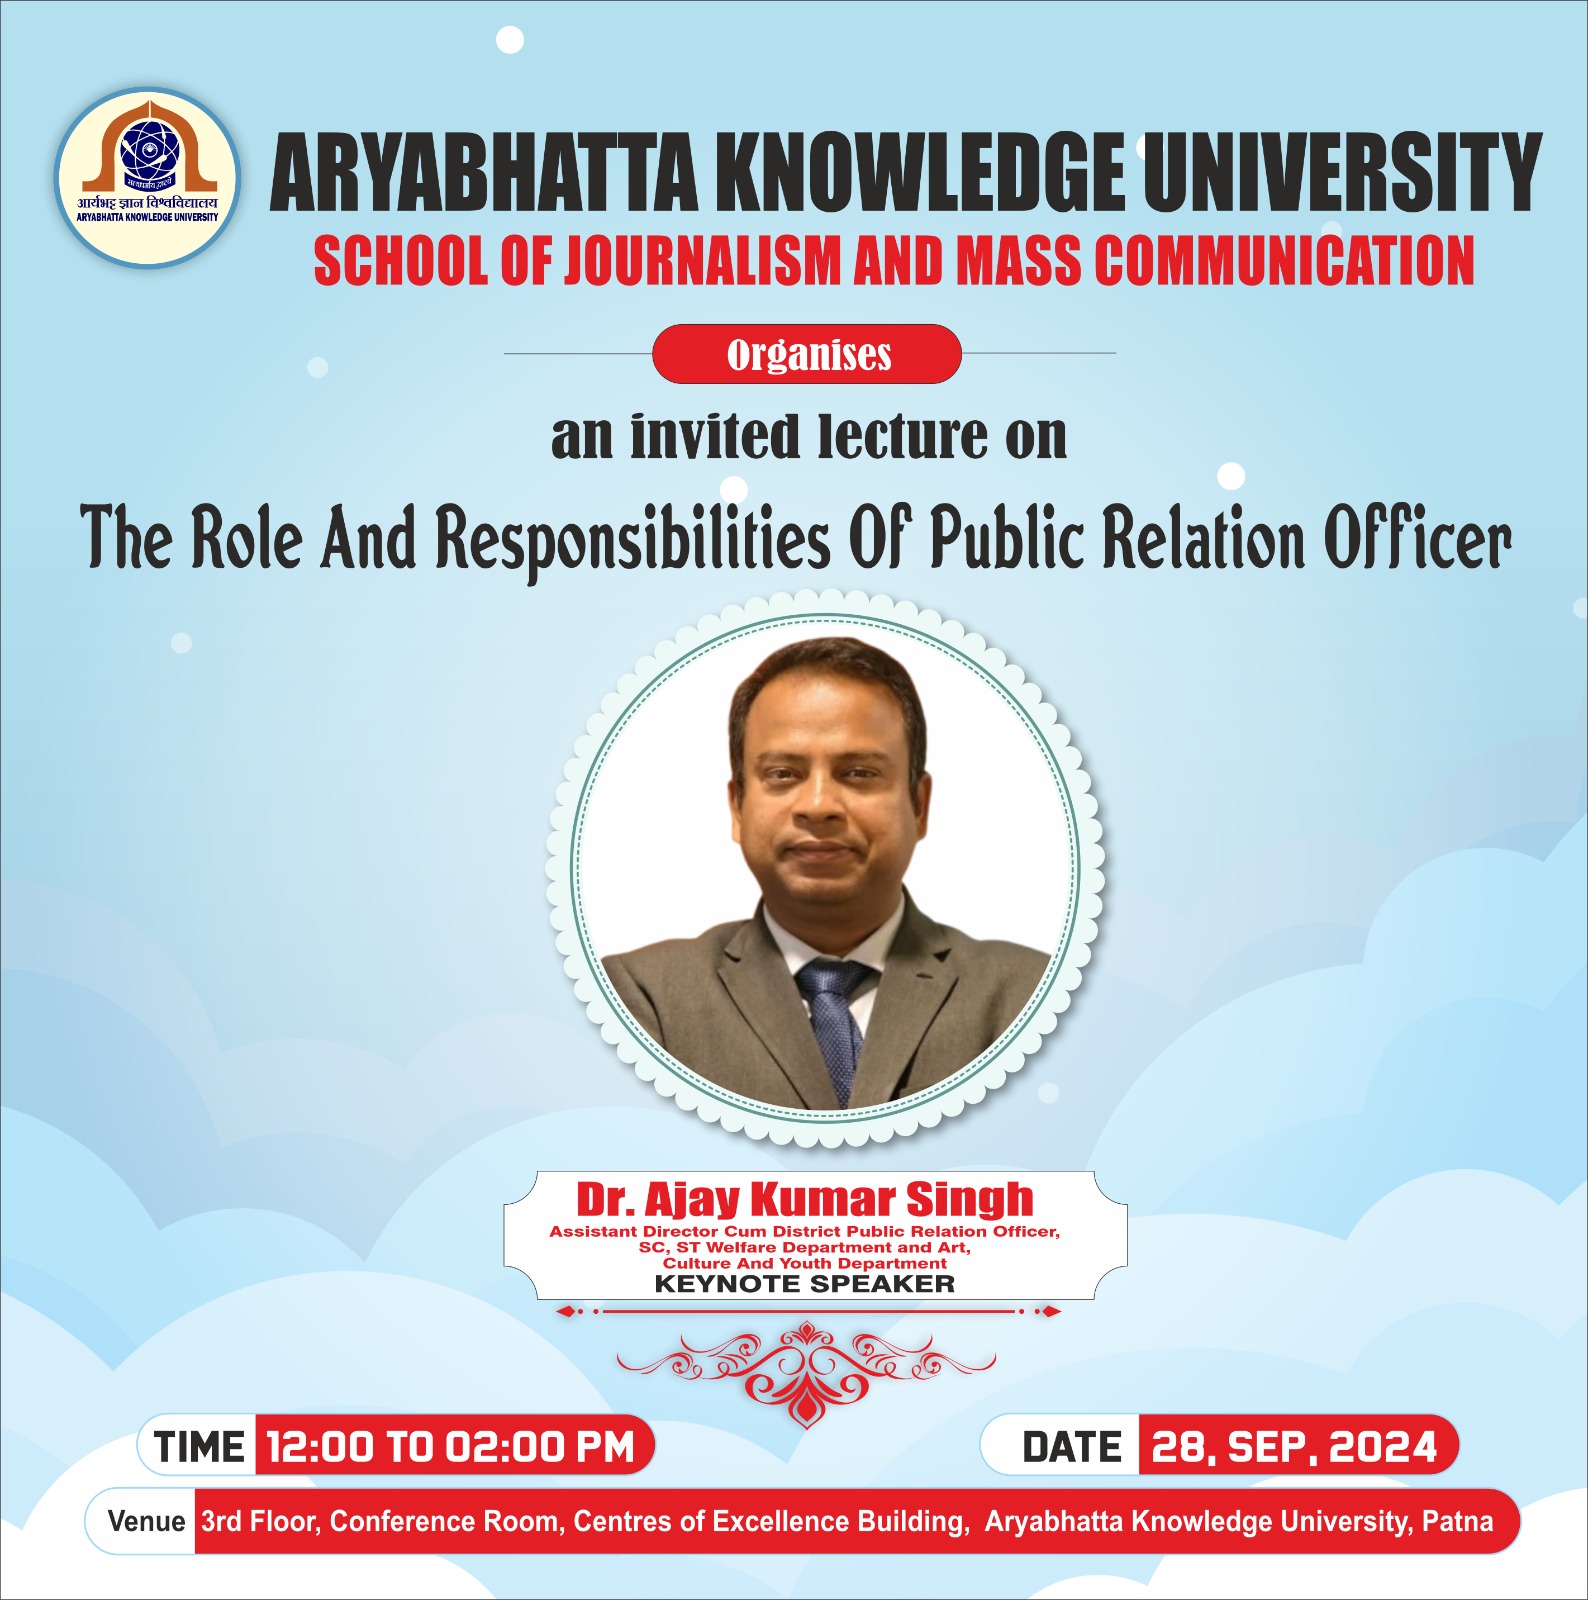 आर्यभट्ट ज्ञान विश्वविद्यालय
ARYABHATTA KNOWLEDGE UNIVERSITY
ARYABHATTA KNOWLEDGE UNIVERSITY
SCHOOL OF JOURNALISM AND MASS COMMUNICATION
Organises
an invited lecture on
The Role And Responsibilities Of Public Relation Officer
Dr. Ajay Kumar Singh
Assistant Director Cum District Public Relation Officer,
SC, ST Welfare Department and Art,
Culture And Youth Department
KEYNOTE SPEAKER
TIME 12:00 TO 02:00 PM
DATE 28, SEP, 2024
Venue 3rd Floor, Conference Room, Centres of Excellence Building, Aryabhatta Knowledge University, Patna